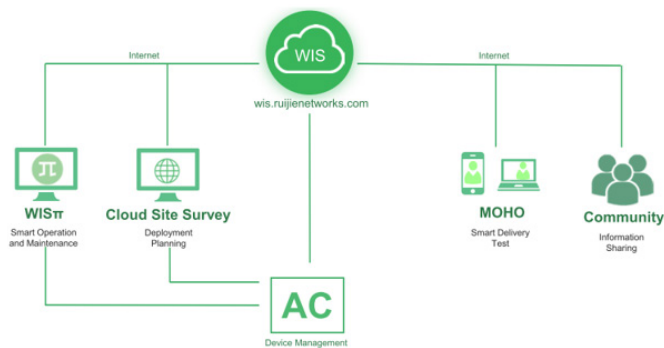 WIS
Internet
Internet
wis.ruijienetworks.com
π
WISπ
Smart Operation
and Maintenance
Cloud Site Survey
Deployment
Planning
MOHO
Smart Delivery
Test
Community
Information
Sharing
AC
Device Management